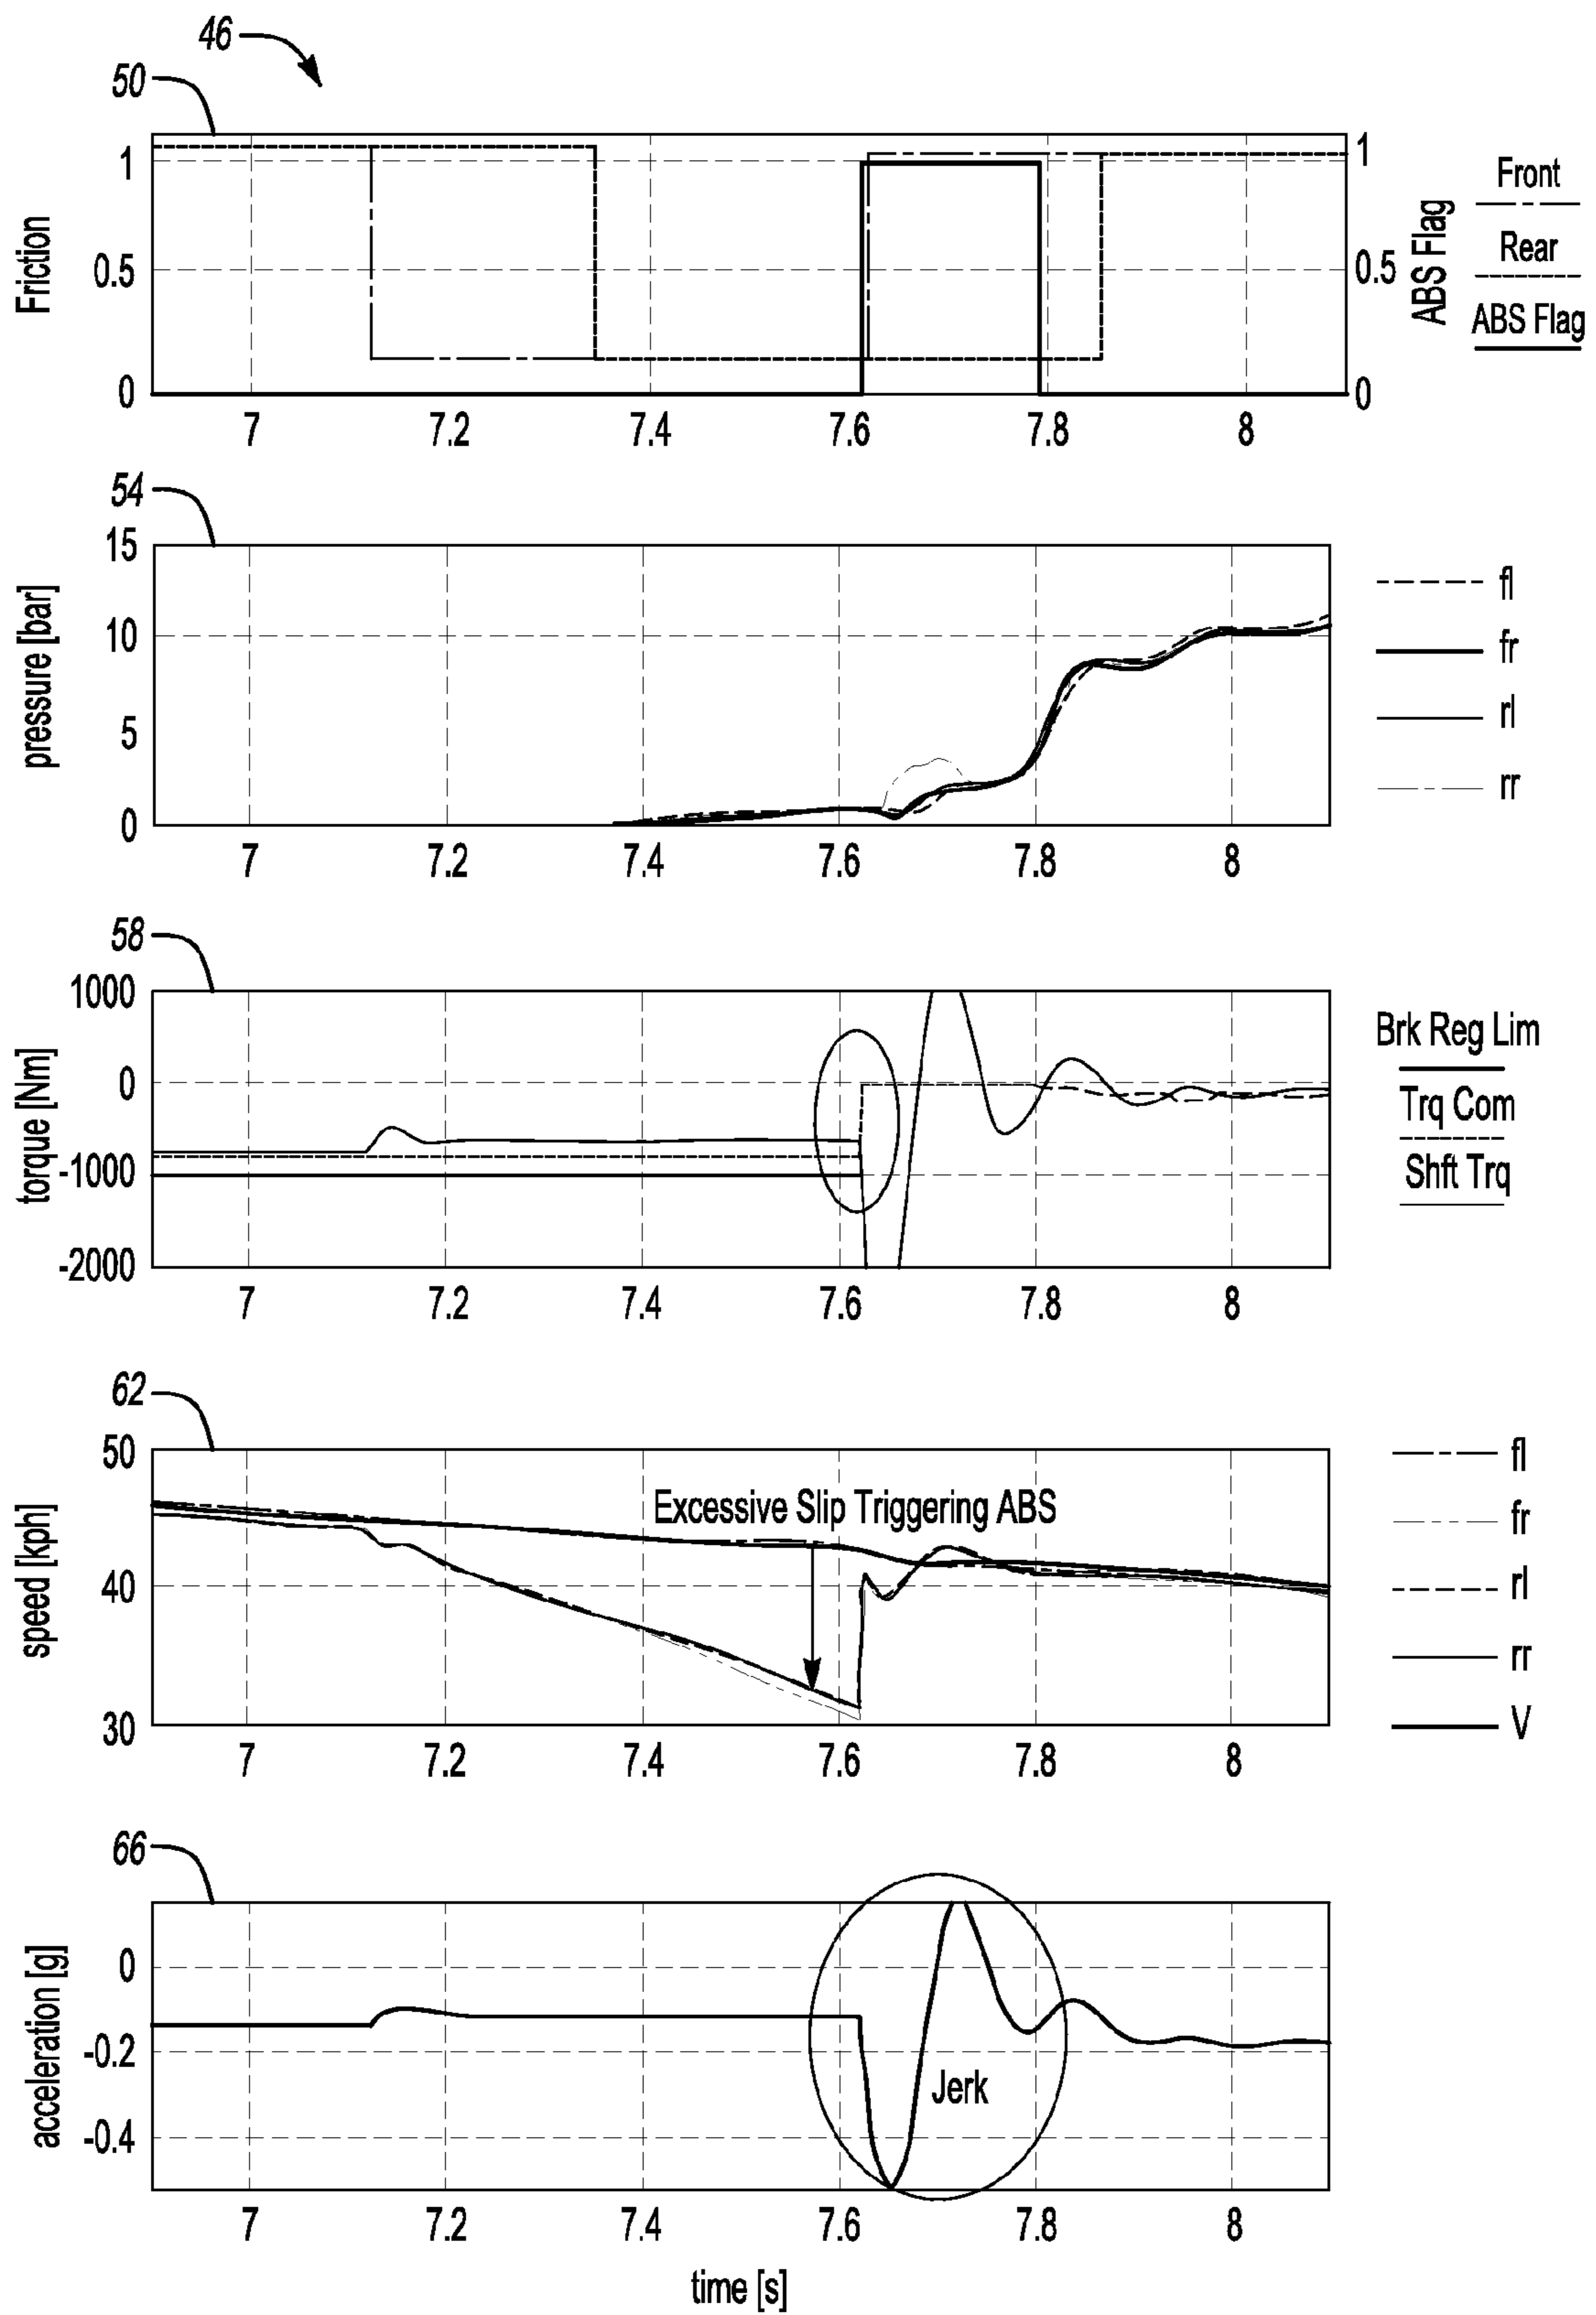 46
50
1
0.5
0
Friction
1
0.5
0
ABS Flag
Front
Rear
ABS Flag
7 7.2 7.4 7.6 7.8 8
54
15
10
5
0
pressure [bar]
fl
fr
rl
rr
7 7.2 7.4 7.6 7.8 8
58
1000
0
-1000
-2000
torque [Nm]
Brk Reg Lim
Trq Com
Shft Trq
7 7.2 7.4 7.6 7.8 8
62
50
40
30
speed [kph]
Excessive Slip Triggering ABS
fl
fr
rl
rr
V
7 7.2 7.4 7.6 7.8 8
66
0
-0.2
-0.4
acceleration [g]
Jerk
7 7.2 7.4 7.6 7.8 8
time [s]